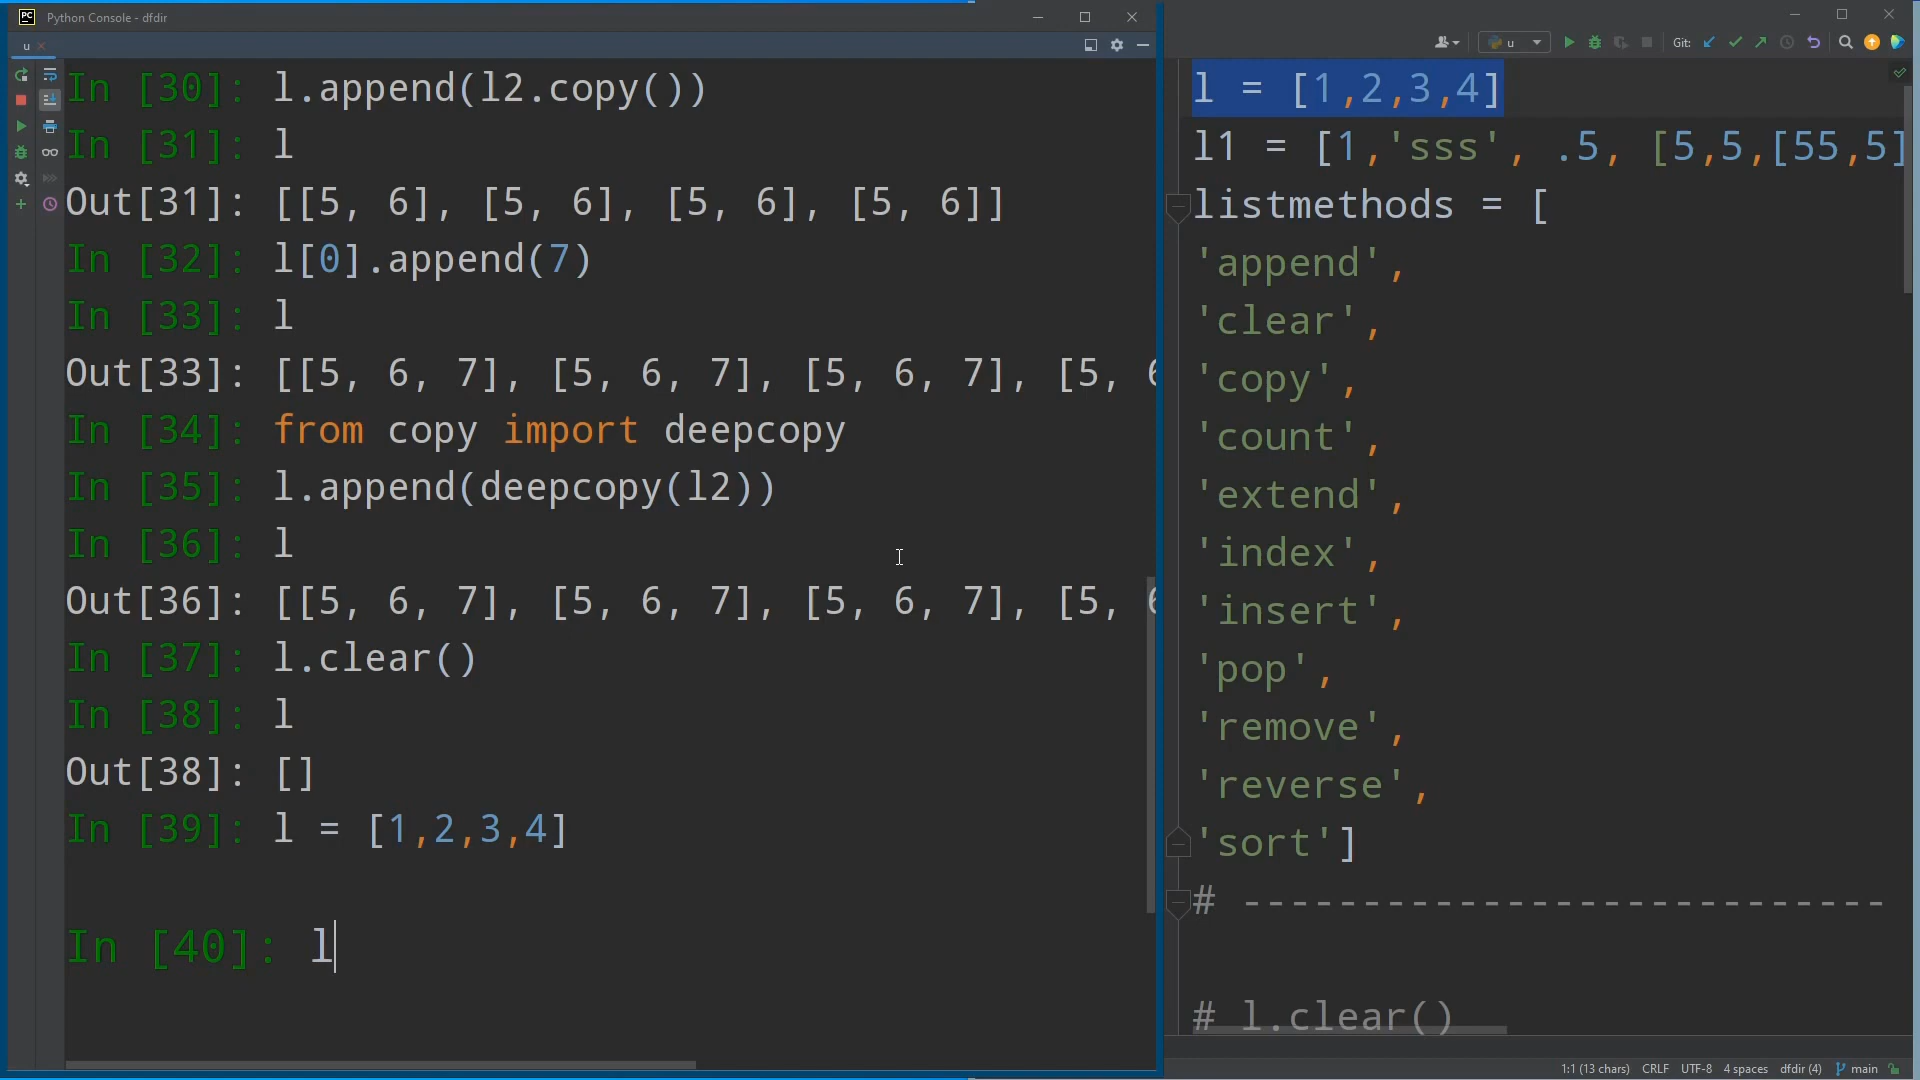 Python Console - dfdir
u
In [30]: l.append(l2.copy())
In [31]: l
Out[31]: [[5, 6], [5, 6], [5, 6], [5, 6]]
In [32]: l[0].append(7)
In [33]: l
Out[33]: [[5, 6, 7], [5, 6, 7], [5, 6, 7], [5,
In [34]: from copy import deepcopy
In [35]: l.append(deepcopy(l2))
In [36]: l
Out[36]: [[5, 6, 7], [5, 6, 7], [5, 6, 7], [5,
In [37]: l.clear()
In [38]: l
Out[38]: []
In [39]: l = [1,2,3,4]
In [40]: l
u
Git:
l = [1,2,3,4]
l1 = [1,'sss', .5, [5,5,[55,5]
listmethods = [
'append',
'clear',
'copy',
'count',
'extend',
'index',
'insert',
'pop',
'remove',
'reverse',
'sort']
# ---------------------------
# l.clear()
1:1 (13 chars) CRLF UTF-8 4 spaces dfdir (4) main